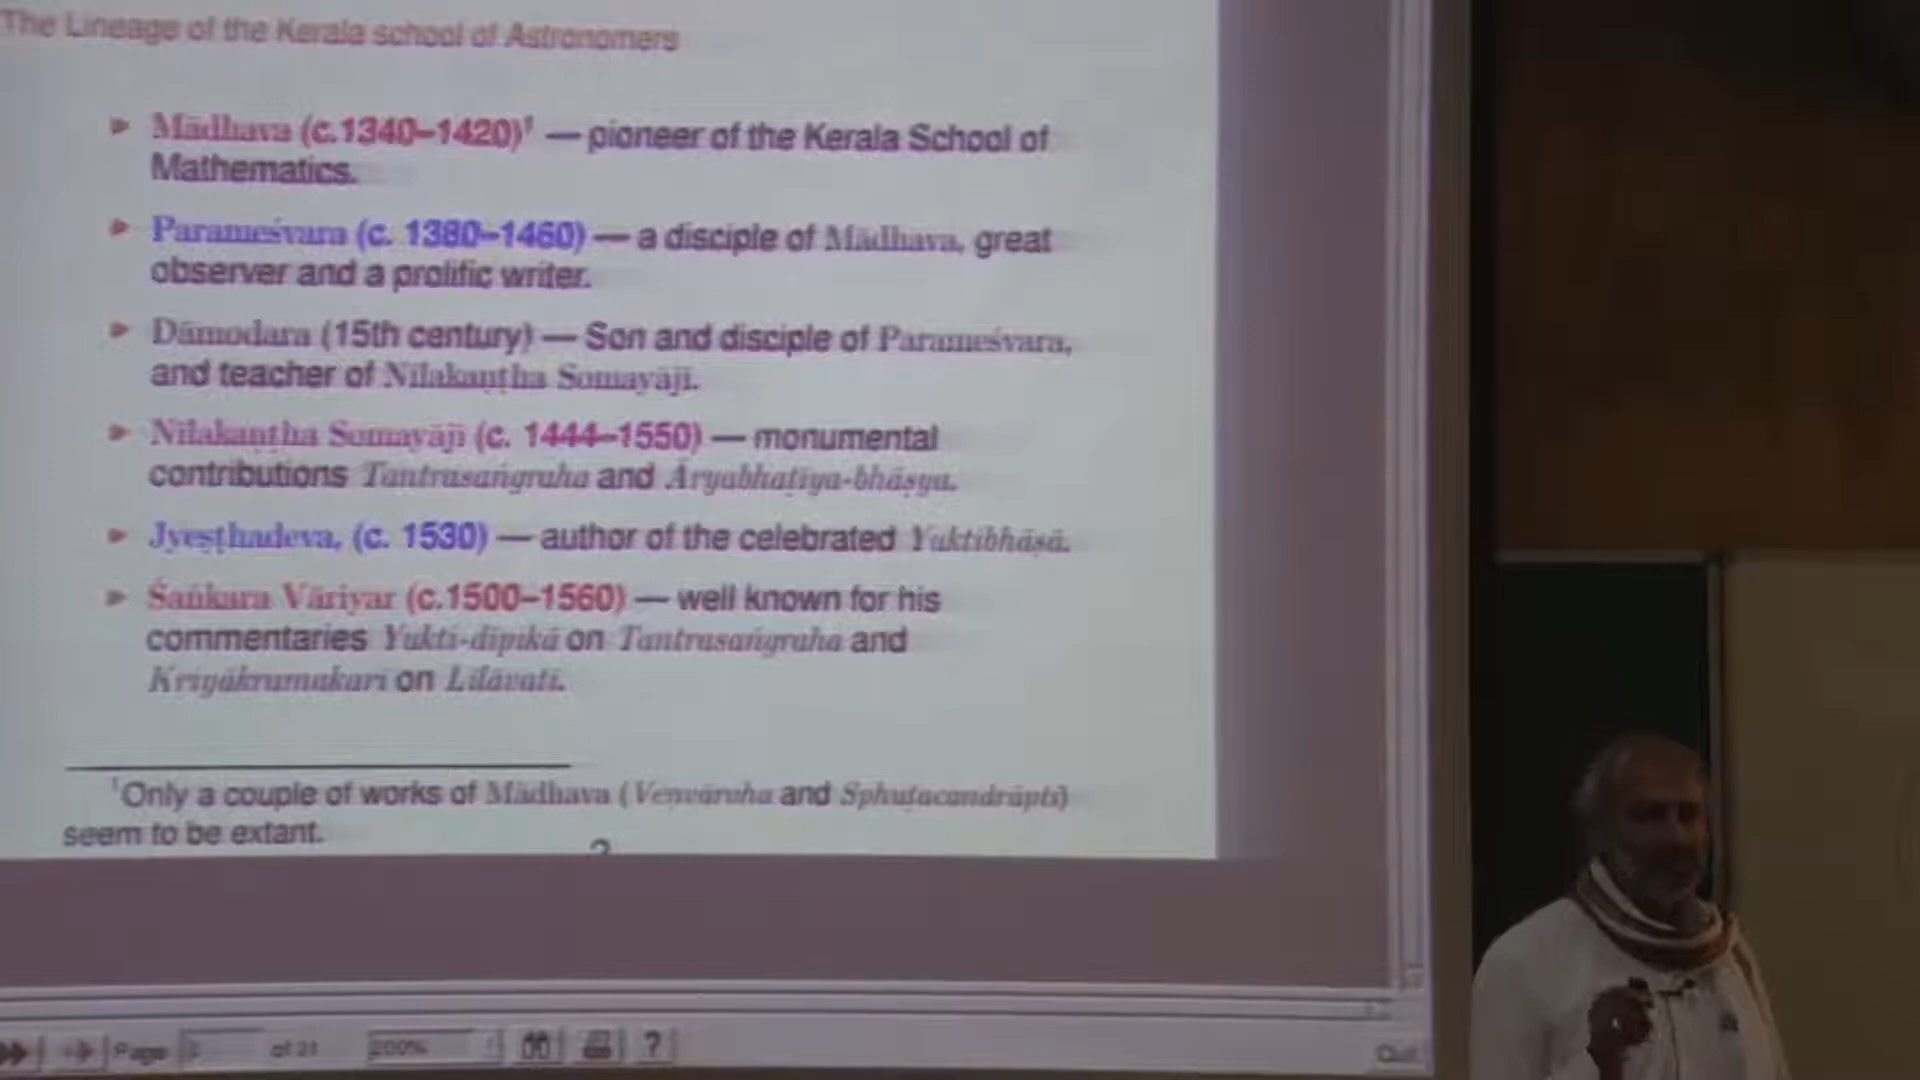 The Lineage of the Kerala school of Astronomers
Mādhava (c.1340–1420)¹ — pioneer of the Kerala School of
Mathematics.
Parameśvara (c. 1380–1460) — a disciple of Mādhava, great
observer and a prolific writer.
Dāmodara (15th century) — Son and disciple of Parameśvara,
and teacher of Nīlakaṇṭha Somayājī.
Nīlakaṇṭha Somayājī (c. 1444–1550) — monumental
contributions Tantrasaṅgraha and Āryabhaṭīya-bhāṣya.
Jyeṣṭhadeva, (c. 1530) — author of the celebrated Yuktibhāṣā.
Śaṅkara Vāriyar (c.1500–1560) — well known for his
commentaries Yukti-dīpikā on Tantrasaṅgraha and
Kriyākramakarī on Līlāvatī.
¹Only a couple of works of Mādhava (Veṇvāroha and Sphuṭacandrāpti)
seem to be extant.
Page of 21 200% ?